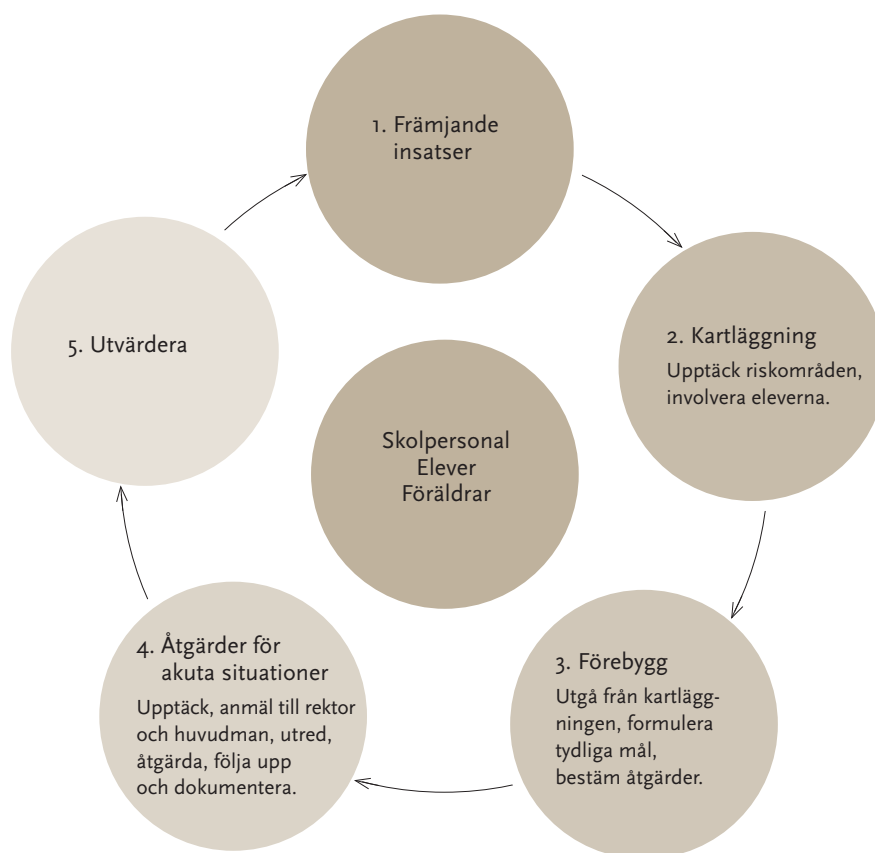 1. Främjande
insatser
2. Kartläggning
Upptäck riskområden,
involvera eleverna.
3. Förebygg
Utgå från kartlägg-
ningen, formulera
tydliga mål,
bestäm åtgärder.
4. Åtgärder för
akuta situationer
Upptäck, anmäl till rektor
och huvudman, utred,
åtgärda, följa upp
och dokumentera.
5. Utvärdera
Skolpersonal
Elever
Föräldrar